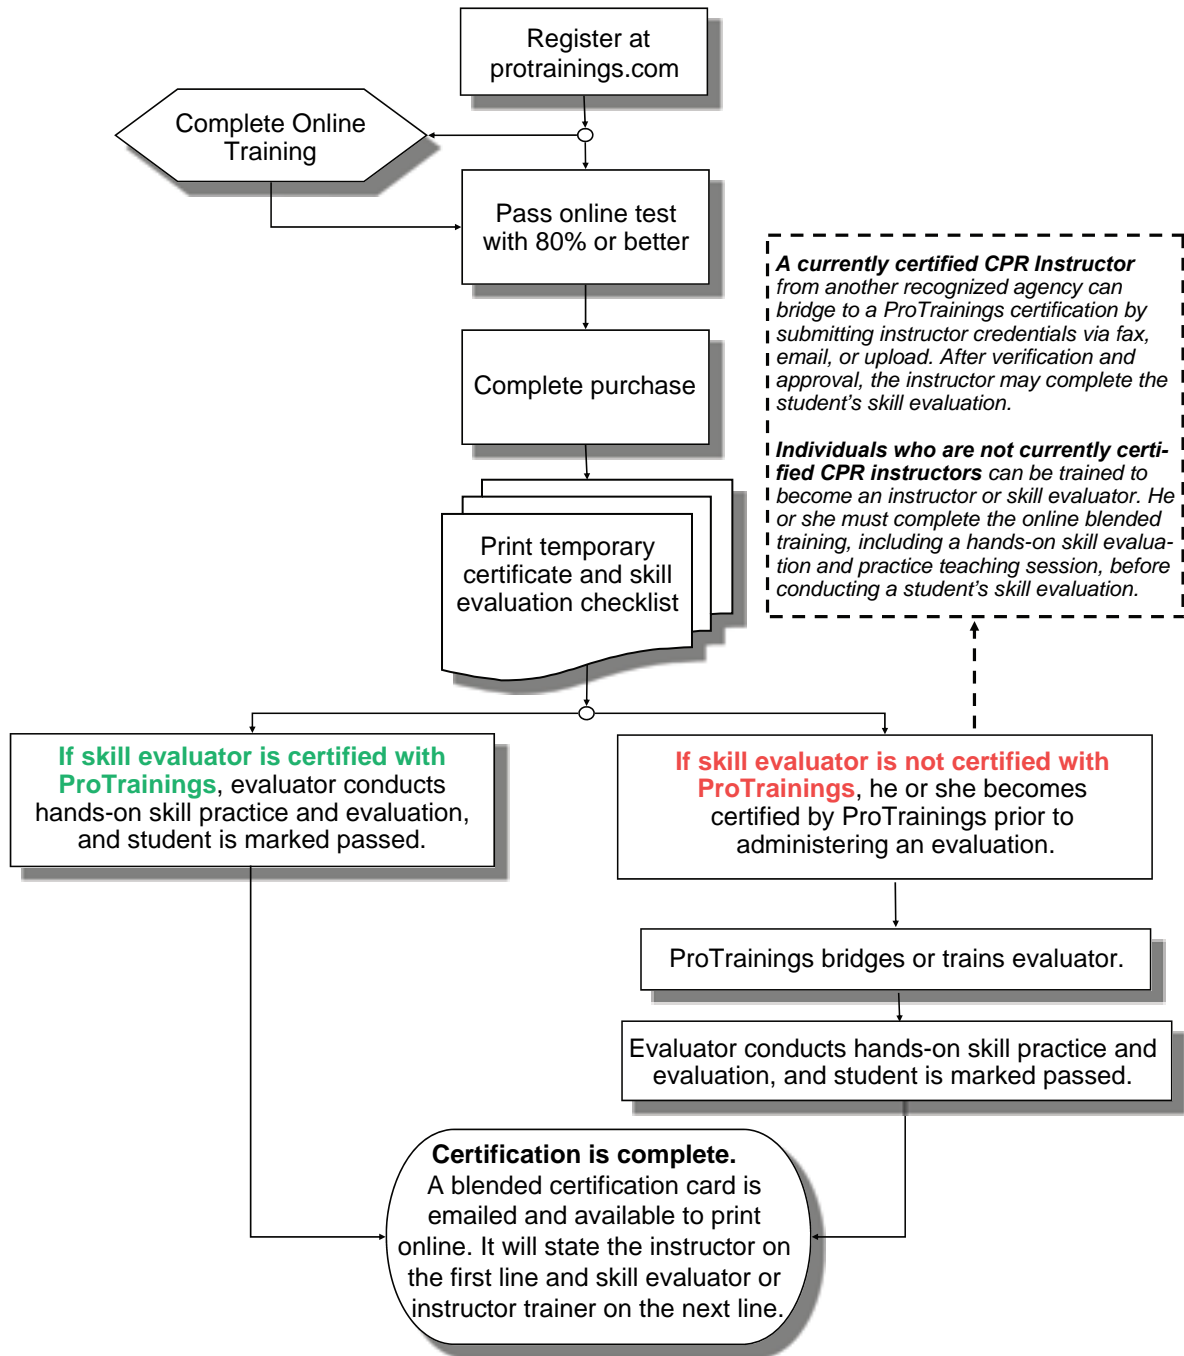 Register at
protrainings.com
Complete Online
Training
Pass online test
with 80% or better
Complete purchase
Print temporary
certificate and skill
evaluation checklist
A currently certified CPR Instructor
from another recognized agency can
bridge to a ProTrainings certification by
submitting instructor credentials via fax,
email, or upload. After verification and
approval, the instructor may complete the
student’s skill evaluation.
Individuals who are not currently certi-
fied CPR instructors can be trained to
become an instructor or skill evaluator. He
or she must complete the online blended
training, including a hands-on skill evalua-
tion and practice teaching session, before
conducting a student’s skill evaluation.
If skill evaluator is certified with
ProTrainings, evaluator conducts
hands-on skill practice and evaluation,
and student is marked passed.
If skill evaluator is not certified with
ProTrainings, he or she becomes
certified by ProTrainings prior to
administering an evaluation.
ProTrainings bridges or trains evaluator.
Evaluator conducts hands-on skill practice and
evaluation, and student is marked passed.
Certification is complete.
A blended certification card is
emailed and available to print
online. It will state the instructor on
the first line and skill evaluator or
instructor trainer on the next line.